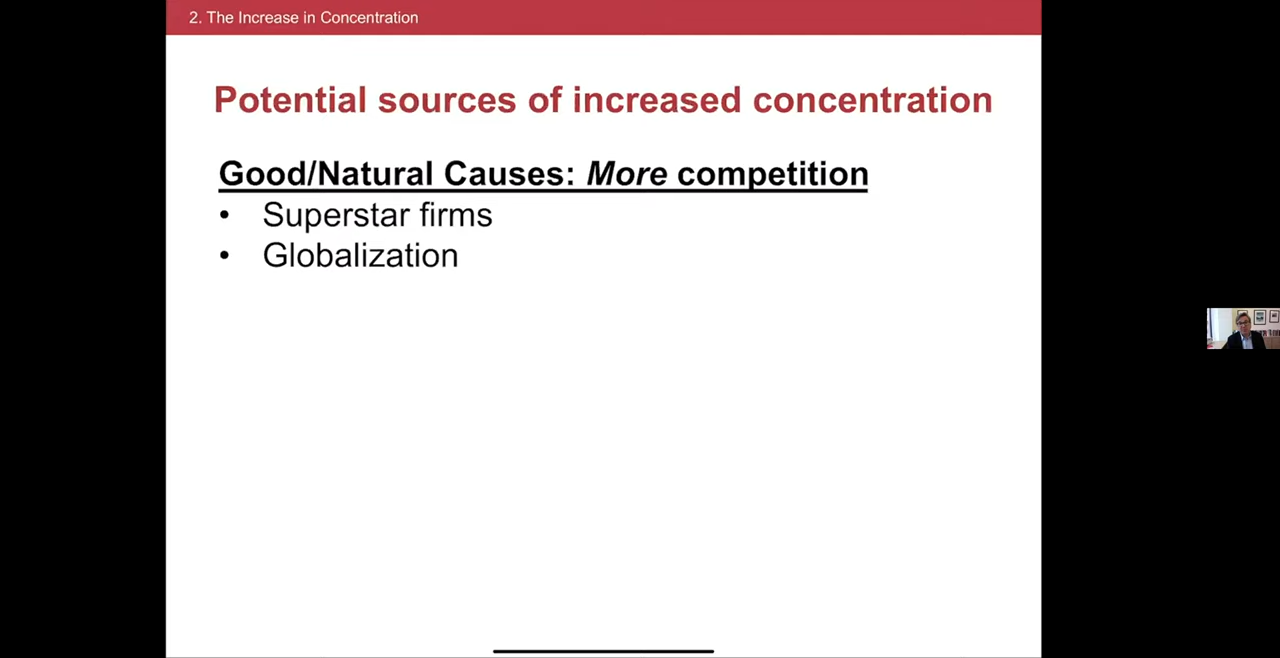 2. The Increase in Concentration
Potential sources of increased concentration
Good/Natural Causes: More competition
• Superstar firms
• Globalization